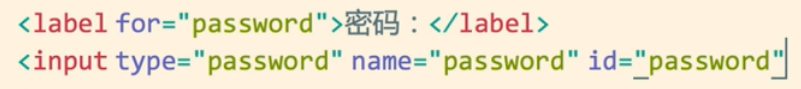 <label for="password">密码：</label>
<input type="password" name="password" id="password"